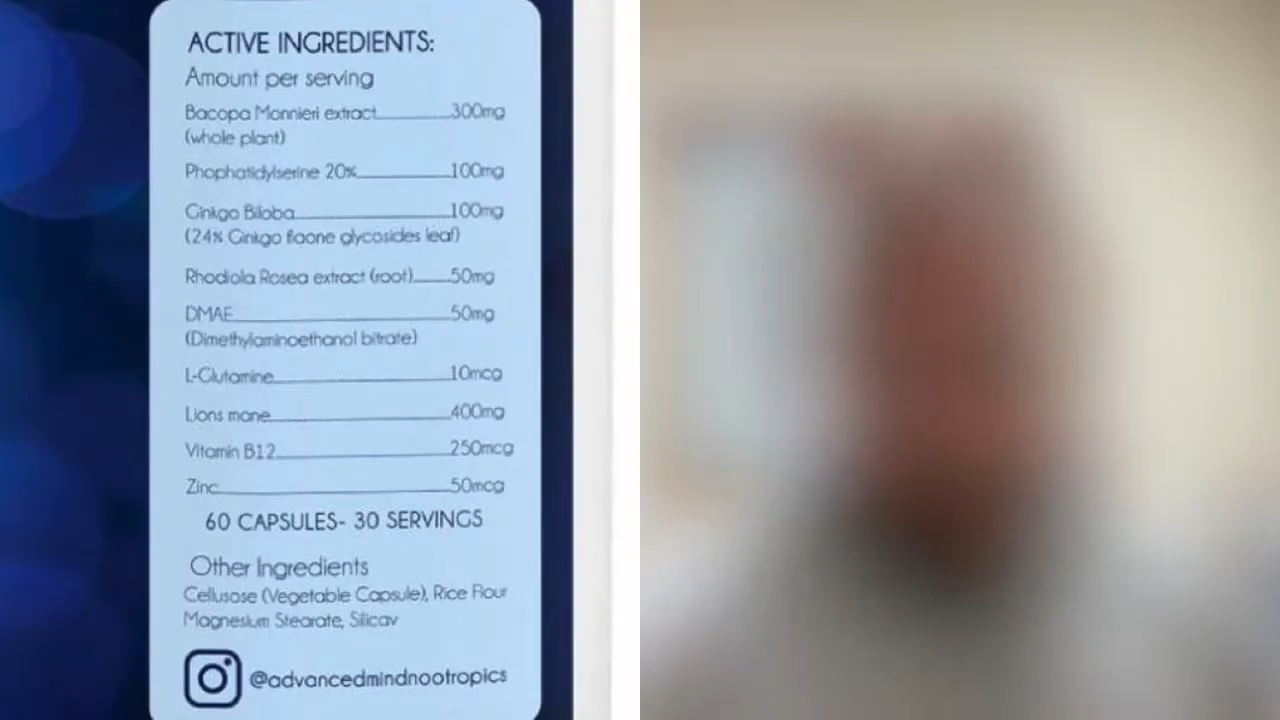 ACTIVE INGREDIENTS:
Amount per serving
Bacopa Monnieri extract 300mg
(whole plant)
Phophatidylserine 20% 100mg
Ginkgo Biloba 100mg
(24% Ginkgo flaone glycosides leaf)
Rhodiola Rosea extract (root) 50mg
DMAE 50mg
(Dimethylaminoethanol bitrate)
L-Glutamine 10mcg
Lions mane 400mg
Vitamin B12 250mcg
Zinc 50mcg
60 CAPSULES- 30 SERVINGS
Other Ingredients
Cellusose (Vegetable Capsule), Rice Flour
Magnesium Stearate, Silicav
@advancedmindnootropics